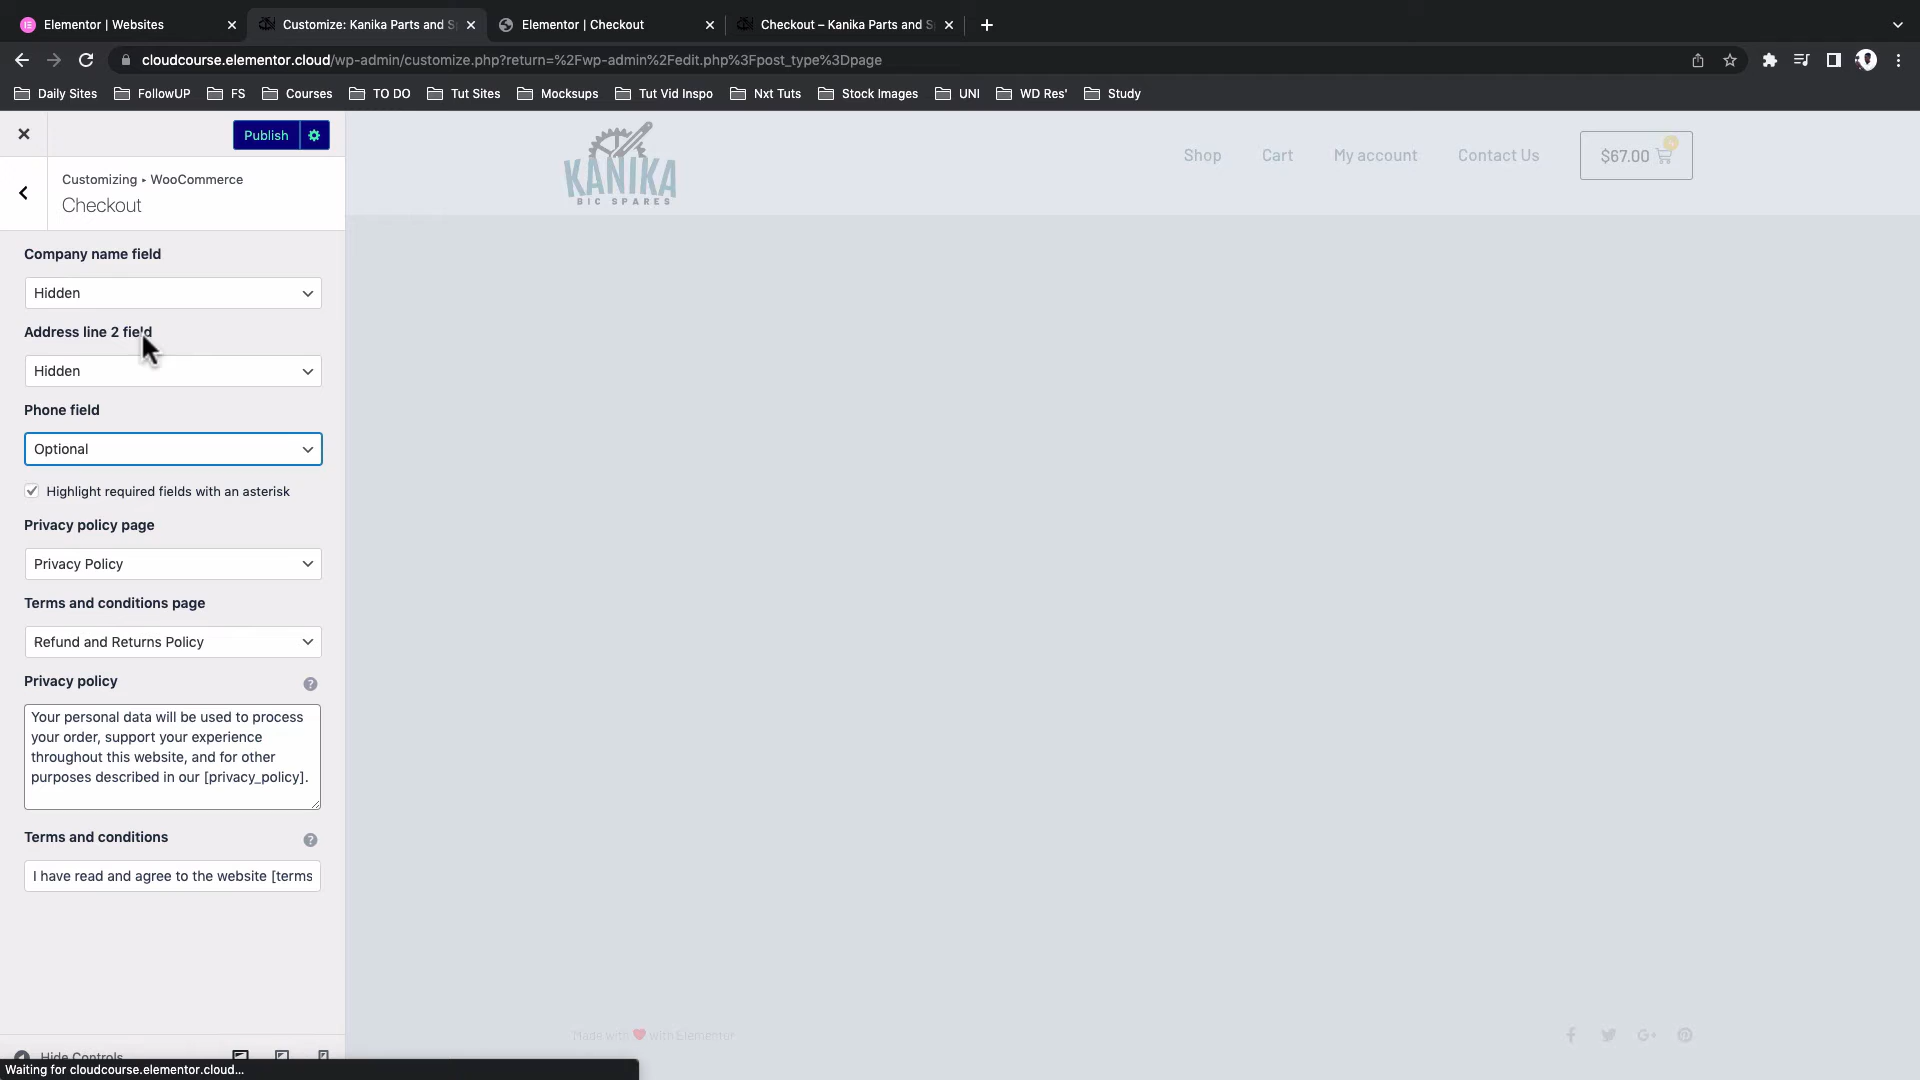 Elementor | Websites
Customize: Kanika Parts and S
Elementor | Checkout
Checkout – Kanika Parts and S
cloudcourse.elementor.cloud/wp-admin/customize.php?return=%2Fwp-admin%2Fedit.php%3Fpost_type%3Dpage
Daily Sites
FollowUP
FS
Courses
TO DO
Tut Sites
Mocksups
Tut Vid Inspo
Nxt Tuts
Stock Images
UNI
WD Res'
Study
Publish
Customizing ▸ WooCommerce
Checkout
Company name field
Hidden
Address line 2 field
Hidden
Phone field
Optional
Highlight required fields with an asterisk
Privacy policy page
Privacy Policy
Terms and conditions page
Refund and Returns Policy
Privacy policy
Your personal data will be used to process
your order, support your experience
throughout this website, and for other
purposes described in our [privacy_policy].
Terms and conditions
I have read and agree to the website [terms
Hide Controls
Waiting for cloudcourse.elementor.cloud...
KANIKA
BIC SPARES
Shop
Cart
My account
Contact Us
$67.00
Made with ❤ with Elementor